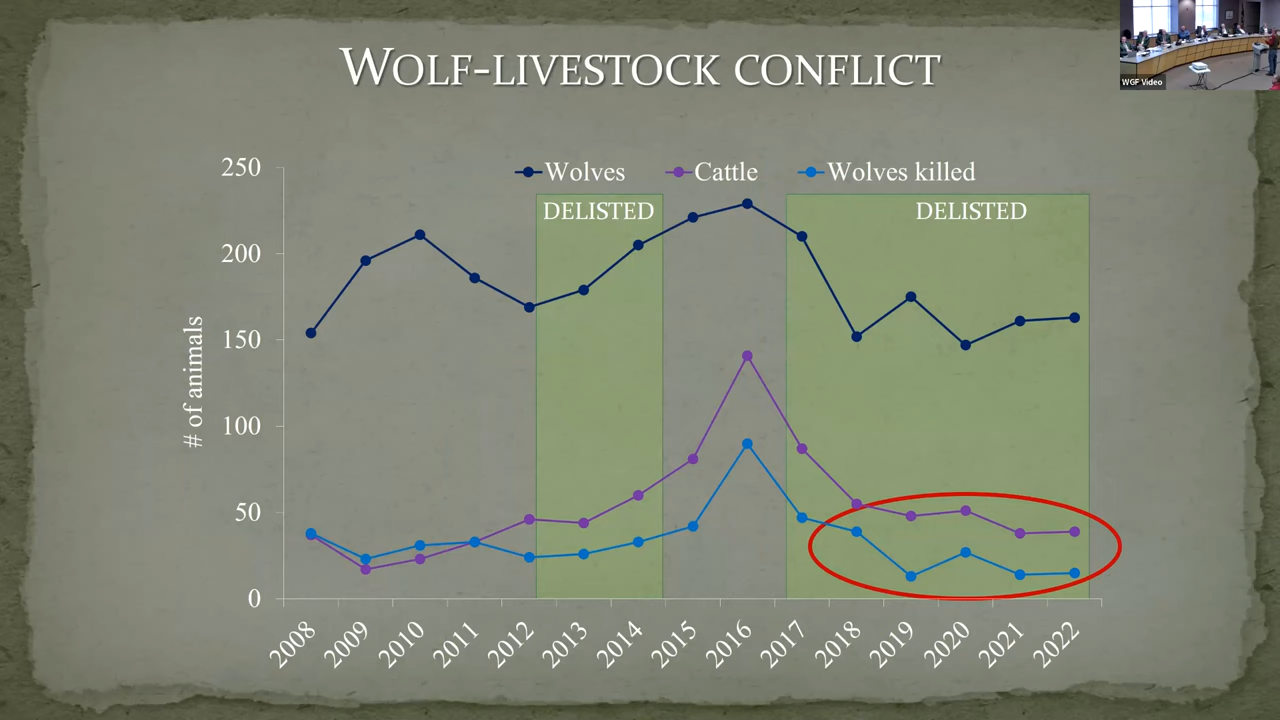 WOLF-LIVESTOCK CONFLICT
WGF Video
250
200
150
100
50
0
# of animals
Wolves
Cattle
Wolves killed
DELISTED
DELISTED
2008
2009
2010
2011
2012
2013
2014
2015
2016
2017
2018
2019
2020
2021
2022